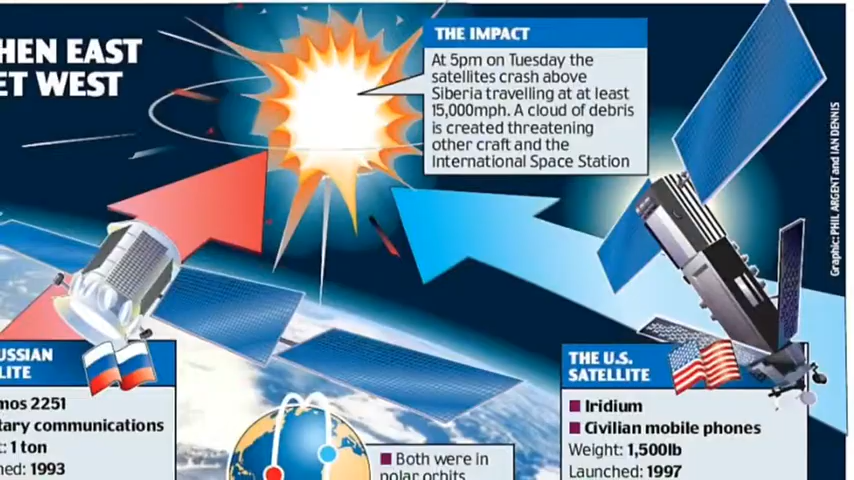 HEN EAST
ET WEST
THE IMPACT
At 5pm on Tuesday the
satellites crash above
Siberia travelling at at least
15,000mph. A cloud of debris
is created threatening
other craft and the
International Space Station
Graphic: PHIL ARGENT and IAN DENNIS
USSIAN
LITE
mos 2251
tary communications
t: 1 ton
hed: 1993
Both were in
polar orbits
THE U.S.
SATELLITE
Iridium
Civilian mobile phones
Weight: 1,500lb
Launched: 1997